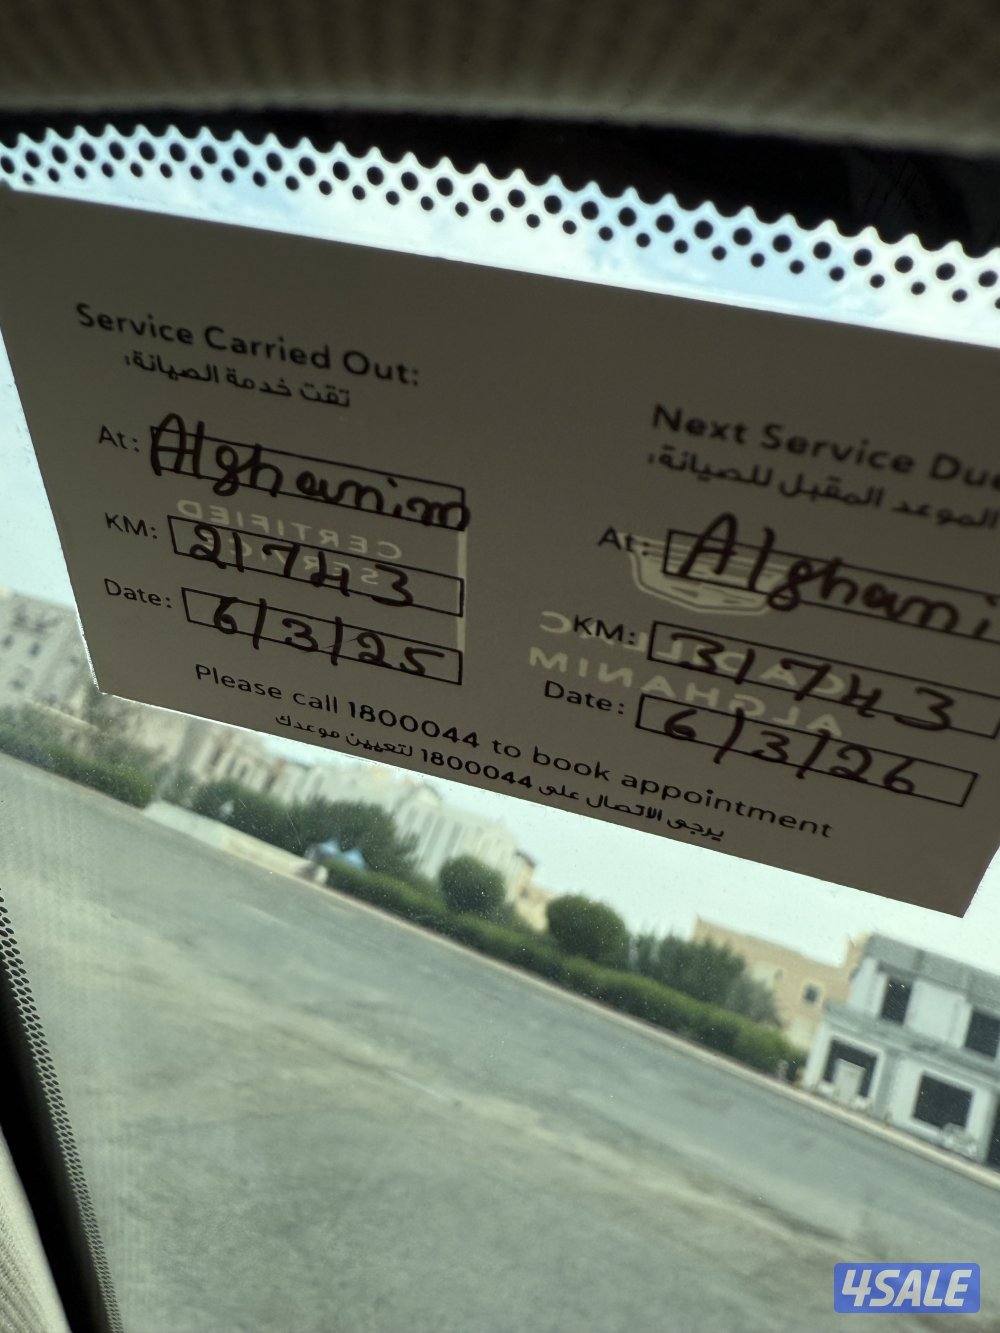 Service Carried Out:
تمّت خدمة الصيانة:
At: Alghanim
KM: 21743
Date: 6/3/25
Next Service Due
الموعد المقبل للصيانة:
At: Alghani
KM: 31743
Date: 6/3/26
CERTIFIED
SERVICE
CADILLAC
ALGHANIM
Please call 1800044 to book appointment
يرجى الاتصال على 1800044 لتعيين موعدك
4SALE